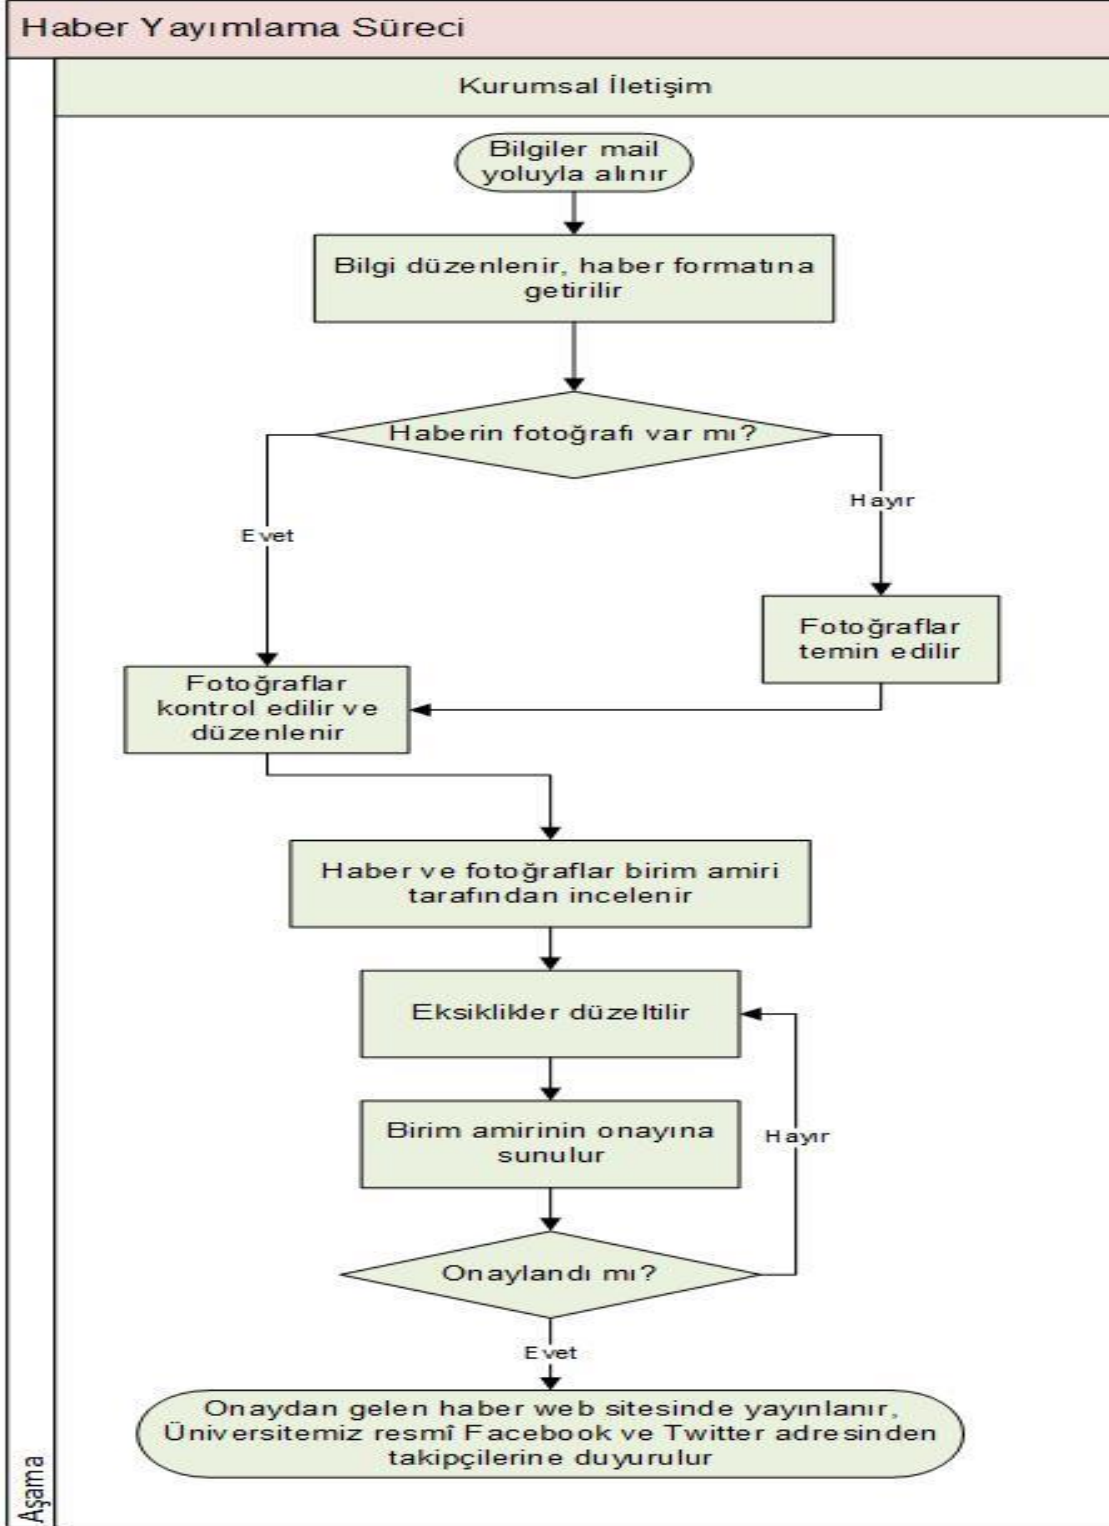 Haber Yayımlama Süreci
Kurumsal İletişim
Bilgiler mail
yoluyla alınır
Bilgi düzenlenir, haber formatına
getirilir
Haberin fotoğrafı var mı?
Hayır
Evet
Fotoğraflar
temin edilir
Fotoğraflar
kontrol edilir ve
düzenlenir
Haber ve fotoğraflar birim amiri
tarafından incelenir
Eksiklikler düzeltilir
Birim amirinin onayına
sunulur
Hayır
Onaylandı mı?
Evet
Onaydan gelen haber web sitesinde yayınlanır,
Üniversitemiz resmî Facebook ve Twitter adresinden
takipçilerine duyurulur
Aşama